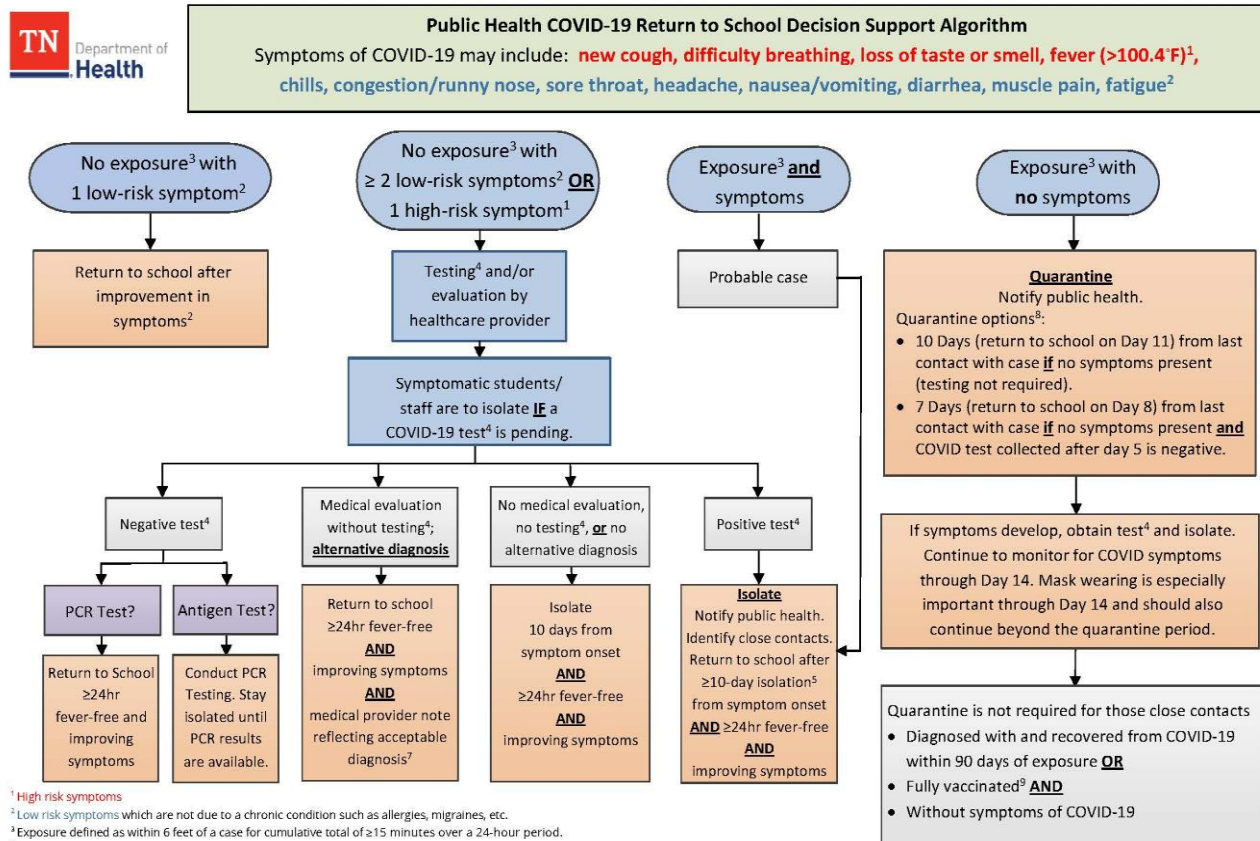 TN
Department of
Health
Public Health COVID-19 Return to School Decision Support Algorithm
Symptoms of COVID-19 may include: new cough, difficulty breathing, loss of taste or smell, fever (>100.4°F)¹,
chills, congestion/runny nose, sore throat, headache, nausea/vomiting, diarrhea, muscle pain, fatigue²
No exposure³ with
1 low-risk symptom²
Return to school after
improvement in
symptoms²
No exposure³ with
≥ 2 low-risk symptoms² OR
1 high-risk symptom¹
Testing⁴ and/or
evaluation by
healthcare provider
Symptomatic students/
staff are to isolate IF a
COVID-19 test⁴ is pending.
Negative test⁴
PCR Test?
Return to School
≥24hr
fever-free and
improving
symptoms
Antigen Test?
Conduct PCR
Testing. Stay
isolated until
PCR results
are available.
Medical evaluation
without testing⁴;
alternative diagnosis
Return to school
≥24hr fever-free
AND
improving symptoms
AND
medical provider note
reflecting acceptable
diagnosis⁷
No medical evaluation,
no testing⁴, or no
alternative diagnosis
Isolate
10 days from
symptom onset
AND
≥24hr fever-free
AND
improving symptoms
Positive test⁴
Isolate
Notify public health.
Identify close contacts.
Return to school after
≥10-day isolation⁵
from symptom onset
AND ≥24hr fever-free
AND
improving symptoms
Exposure³ and
symptoms
Probable case
Exposure³ with
no symptoms
Quarantine
Notify public health.
Quarantine options⁸:
• 10 Days (return to school on Day 11) from last
contact with case if no symptoms present
(testing not required).
• 7 Days (return to school on Day 8) from last
contact with case if no symptoms present and
COVID test collected after day 5 is negative.
If symptoms develop, obtain test⁴ and isolate.
Continue to monitor for COVID symptoms
through Day 14. Mask wearing is especially
important through Day 14 and should also
continue beyond the quarantine period.
Quarantine is not required for those close contacts
• Diagnosed with and recovered from COVID-19
within 90 days of exposure OR
• Fully vaccinated⁹ AND
• Without symptoms of COVID-19
¹ High risk symptoms
² Low risk symptoms which are not due to a chronic condition such as allergies, migraines, etc.
³ Exposure defined as within 6 feet of a case for cumulative total of ≥15 minutes over a 24-hour period.